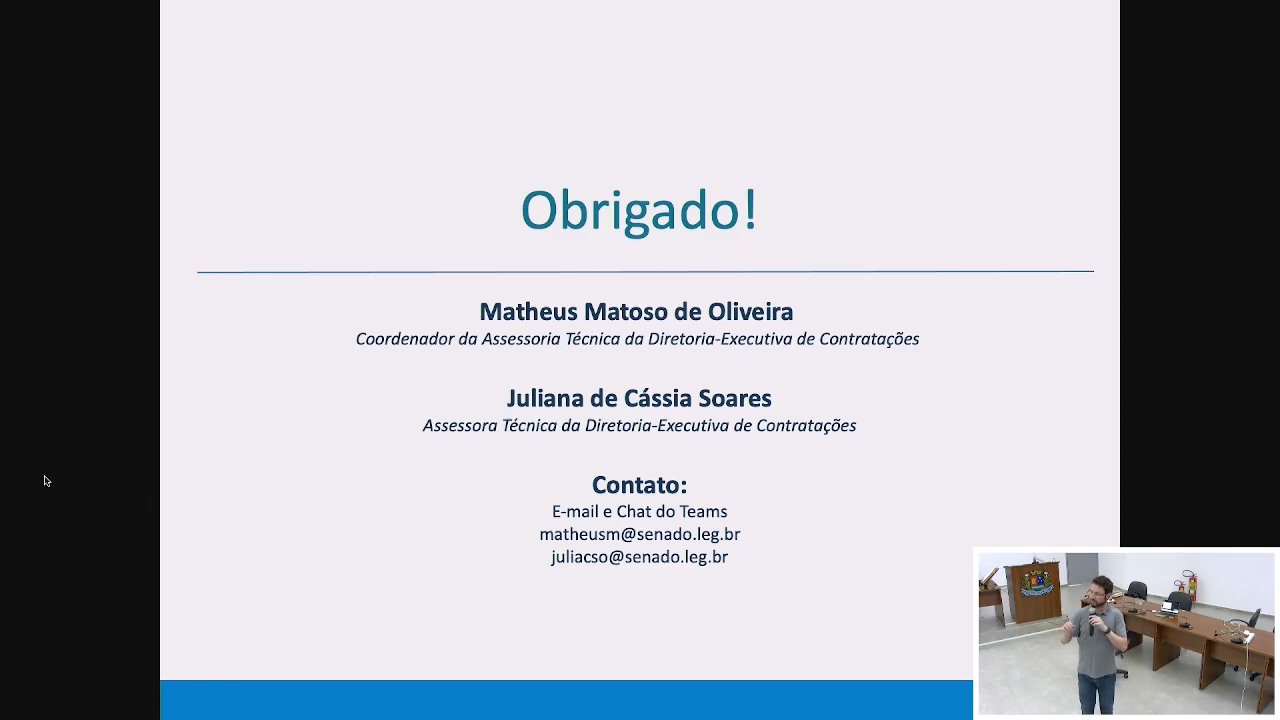 Obrigado!
Matheus Matoso de Oliveira
Coordenador da Assessoria Técnica da Diretoria-Executiva de Contratações
Juliana de Cássia Soares
Assessora Técnica da Diretoria-Executiva de Contratações
Contato:
E-mail e Chat do Teams
matheusm@senado.leg.br
juliacso@senado.leg.br